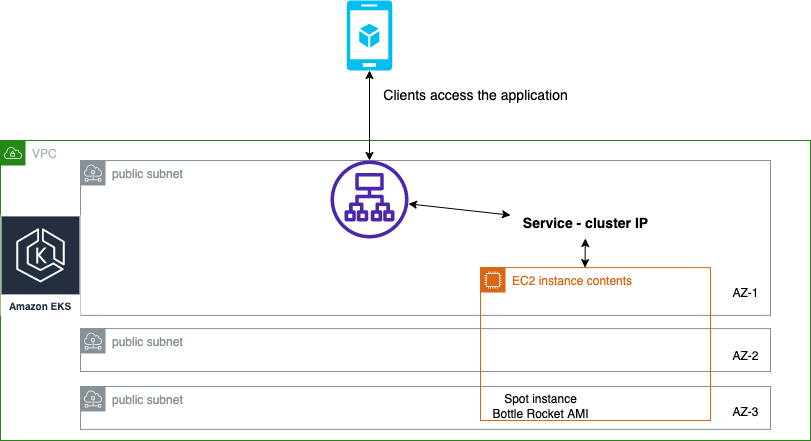 Clients access the application
VPC
public subnet
Service - cluster IP
K
Amazon EKS
EC2 instance contents
AZ-1
public subnet
AZ-2
public subnet
Spot instance
Bottle Rocket AMI
AZ-3